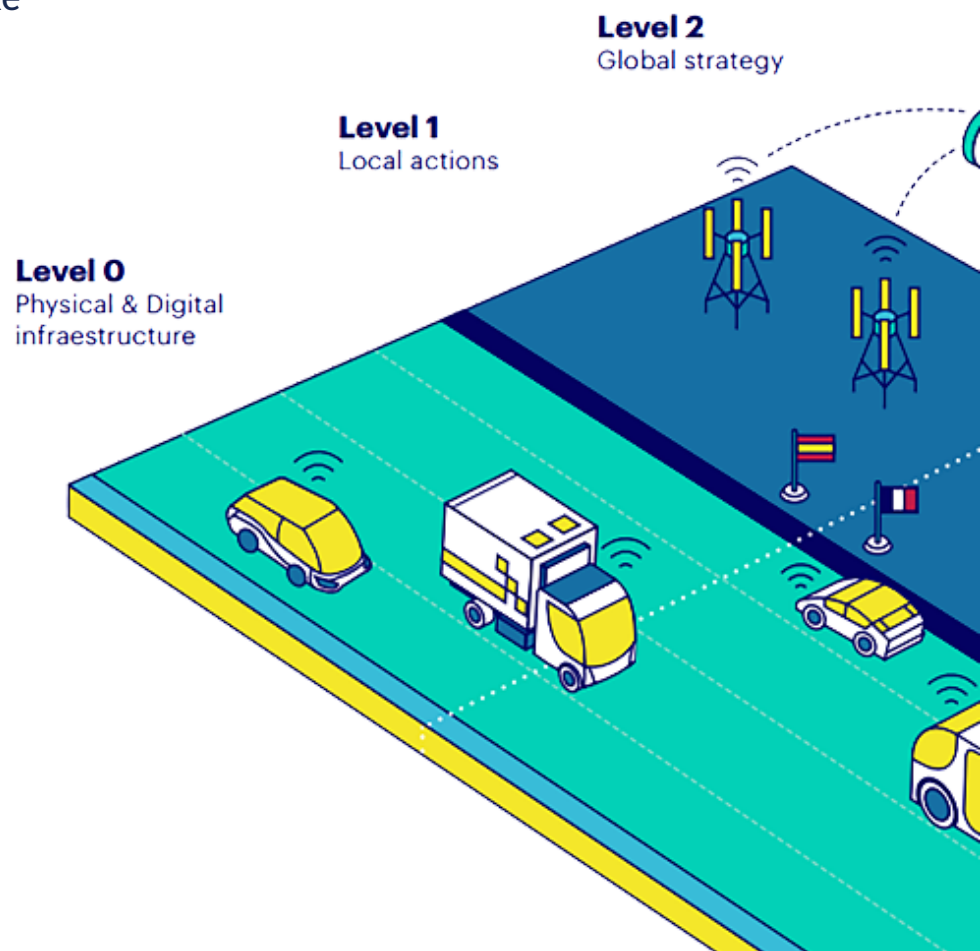 Level 2
Global strategy
Level 1
Local actions
Level 0
Physical & Digital
infraestructure